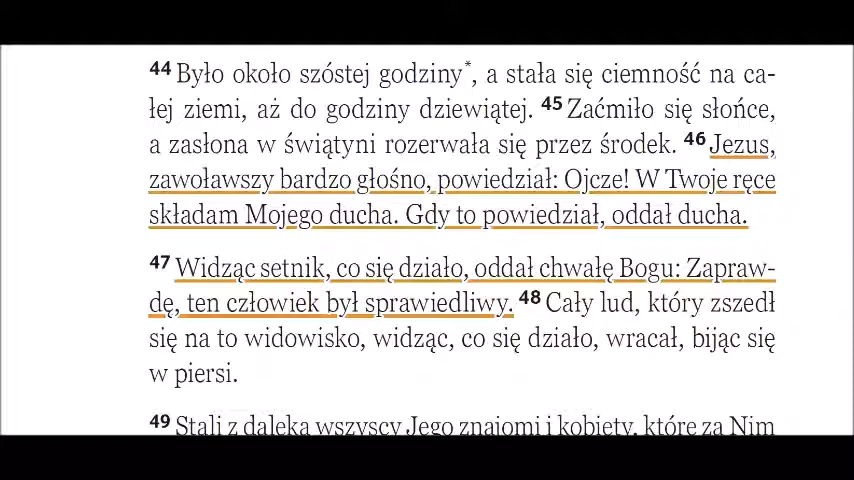 44 Było około szóstej godziny*, a stała się ciemność na ca-
łej ziemi, aż do godziny dziewiątej. 45 Zaćmiło się słońce,
a zasłona w świątyni rozerwała się przez środek. 46 Jezus,
zawoławszy bardzo głośno, powiedział: Ojcze! W Twoje ręce
składam Mojego ducha. Gdy to powiedział, oddał ducha.
47 Widząc setnik, co się działo, oddał chwałę Bogu: Zapraw-
dę, ten człowiek był sprawiedliwy. 48 Cały lud, który zszedł
się na to widowisko, widząc, co się działo, wracał, bijąc się
w piersi.
49 Stali z daleka wszyscy Jego znajomi i kobiety, które za Nim